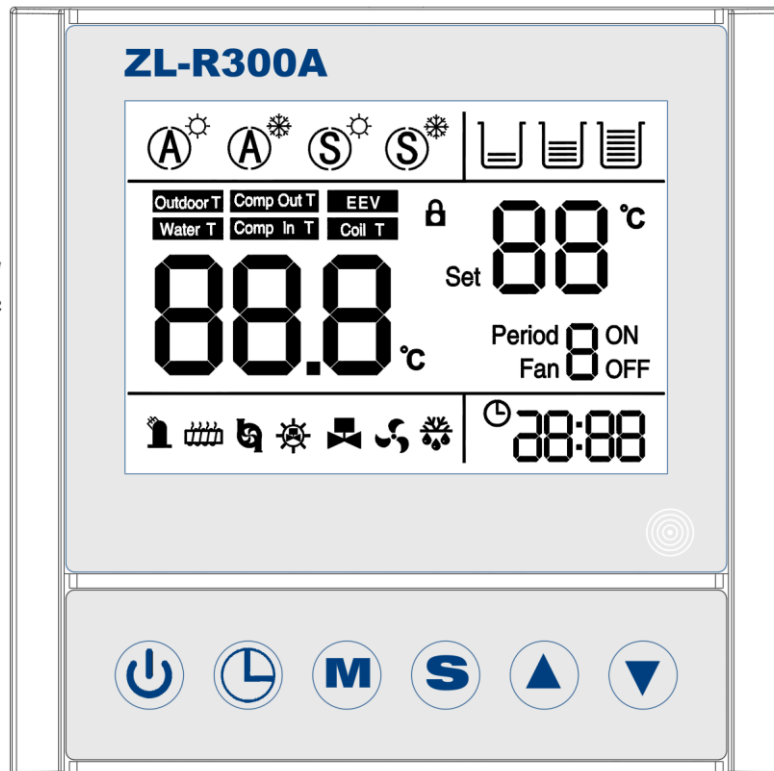 ZL-R300A
A A S S
Outdoor T Comp Out T EEV
Water T Comp In T Coil T
88 °C
Set
88.8 °C
Period 8 ON
Fan OFF
28:88
M S